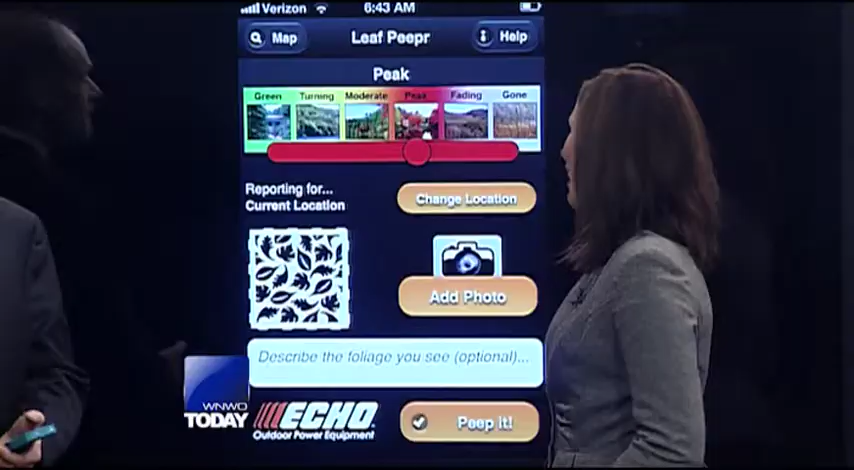 Verizon 6:43 AM
Map Leaf Peepr Help
Peak
Green Turning Moderate Peak Fading Gone
Reporting for...
Current Location
Change Location
Add Photo
Describe the foliage you see (optional)...
WNWO
TODAY
ECHO
Outdoor Power Equipment
Peep It!